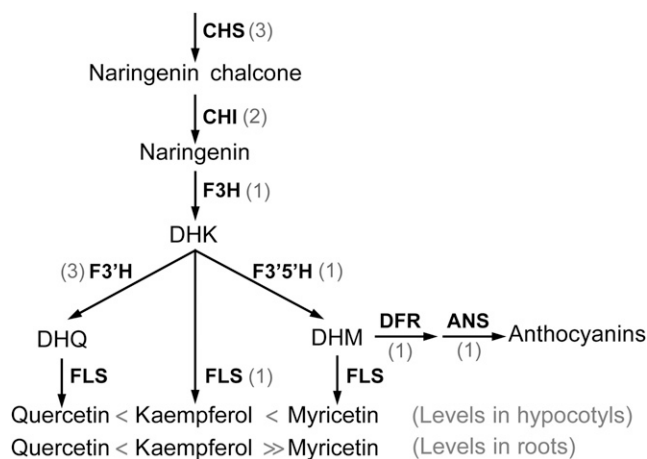 CHS (3)
Naringenin chalcone
CHI (2)
Naringenin
F3H (1)
DHK
(3) F3'H F3'5'H (1)
DFR ANS
DHQ DHM Anthocyanins
(1) (1)
FLS FLS (1) FLS
Quercetin < Kaempferol < Myricetin (Levels in hypocotyls)
Quercetin < Kaempferol ≫ Myricetin (Levels in roots)